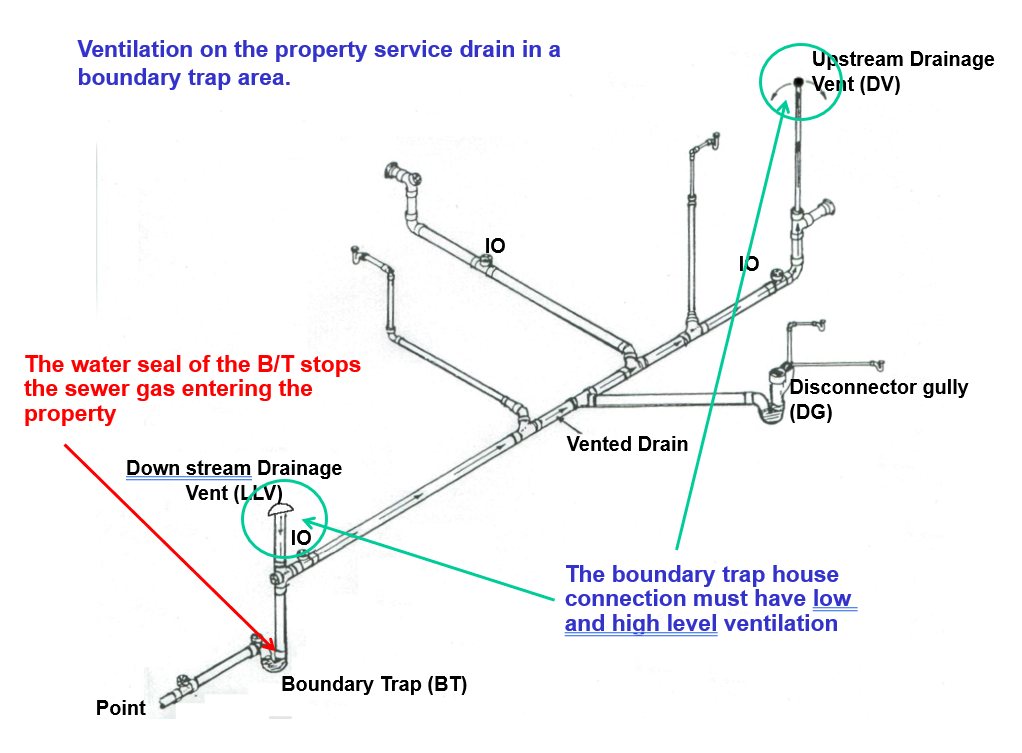 Ventilation on the property service drain in a
boundary trap area.
Upstream Drainage
Vent (DV)
IO
IO
The water seal of the B/T stops
the sewer gas entering the
property
Disconnector gully
(DG)
Vented Drain
Down stream Drainage
Vent (LLV)
IO
The boundary trap house
connection must have low
and high level ventilation
Boundary Trap (BT)
Point